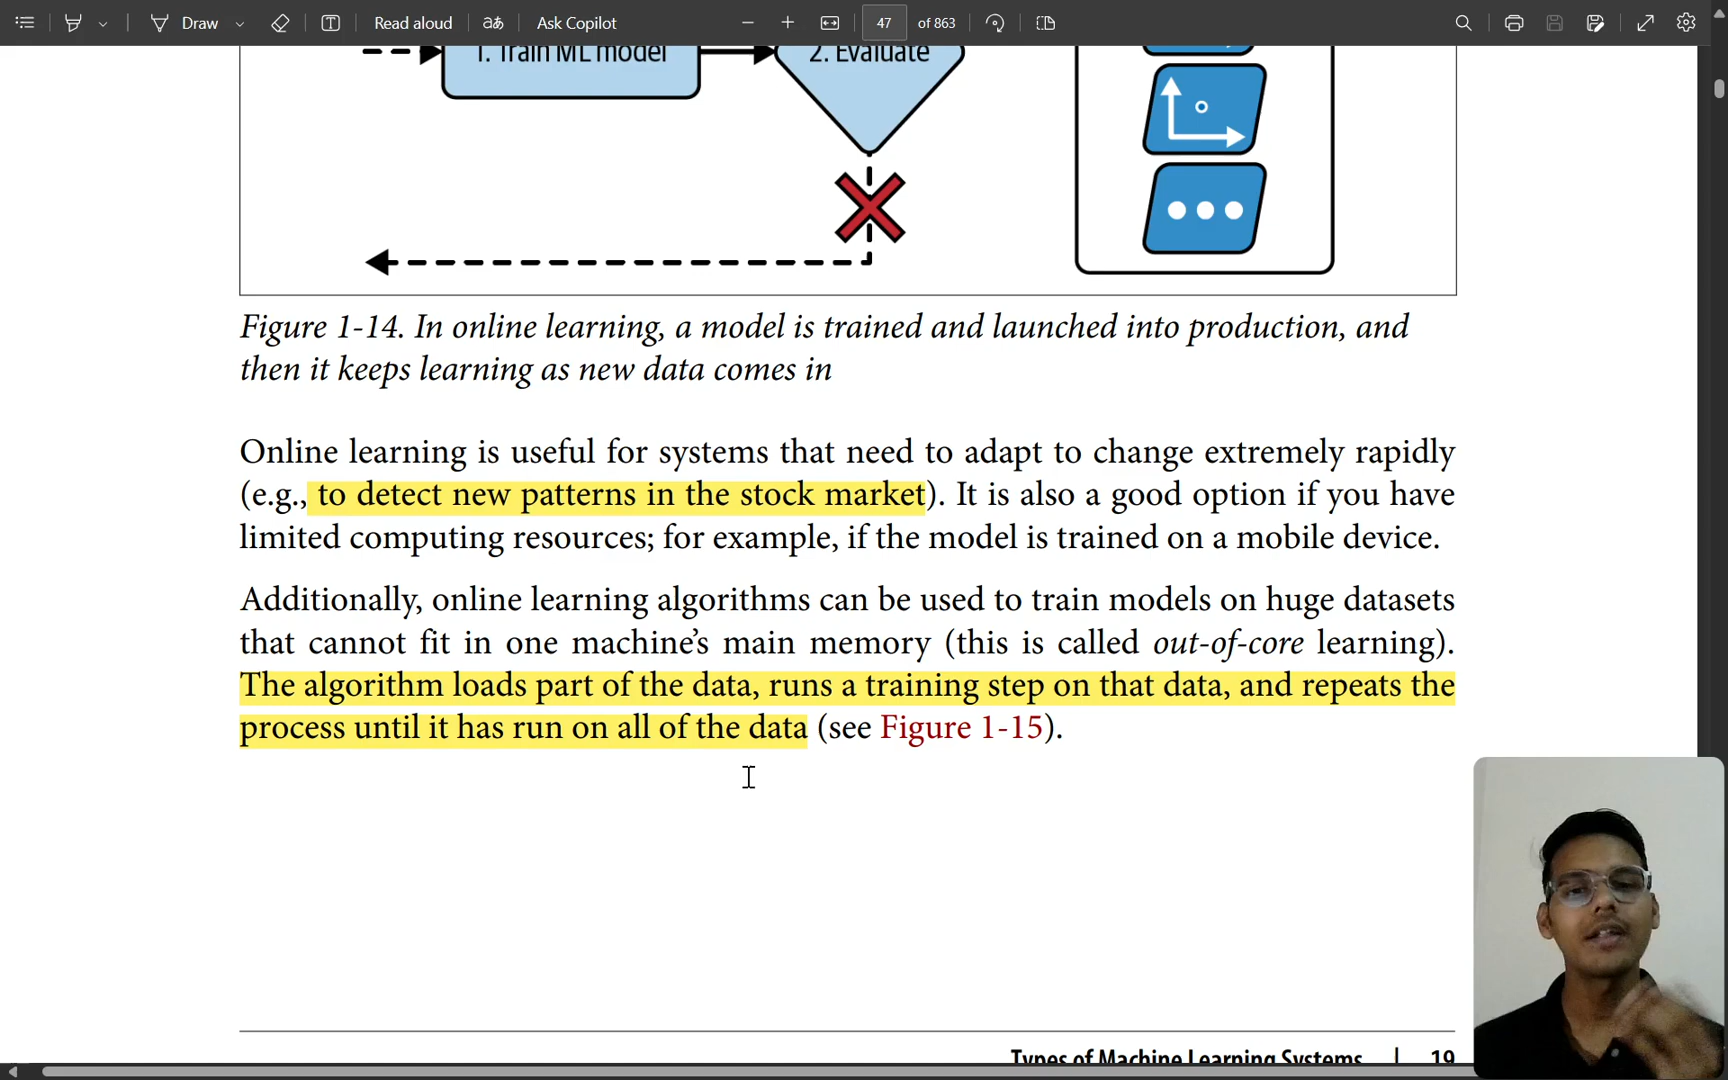 Draw
Read aloud
aあ
Ask Copilot
47
of 863
1. Train ML model
2. Evaluate
Figure 1-14. In online learning, a model is trained and launched into production, and
then it keeps learning as new data comes in
Online learning is useful for systems that need to adapt to change extremely rapidly
(e.g., to detect new patterns in the stock market). It is also a good option if you have
limited computing resources; for example, if the model is trained on a mobile device.
Additionally, online learning algorithms can be used to train models on huge datasets
that cannot fit in one machine’s main memory (this is called out-of-core learning).
The algorithm loads part of the data, runs a training step on that data, and repeats the
process until it has run on all of the data (see Figure 1-15).
Types of Machine Learning Systems | 19